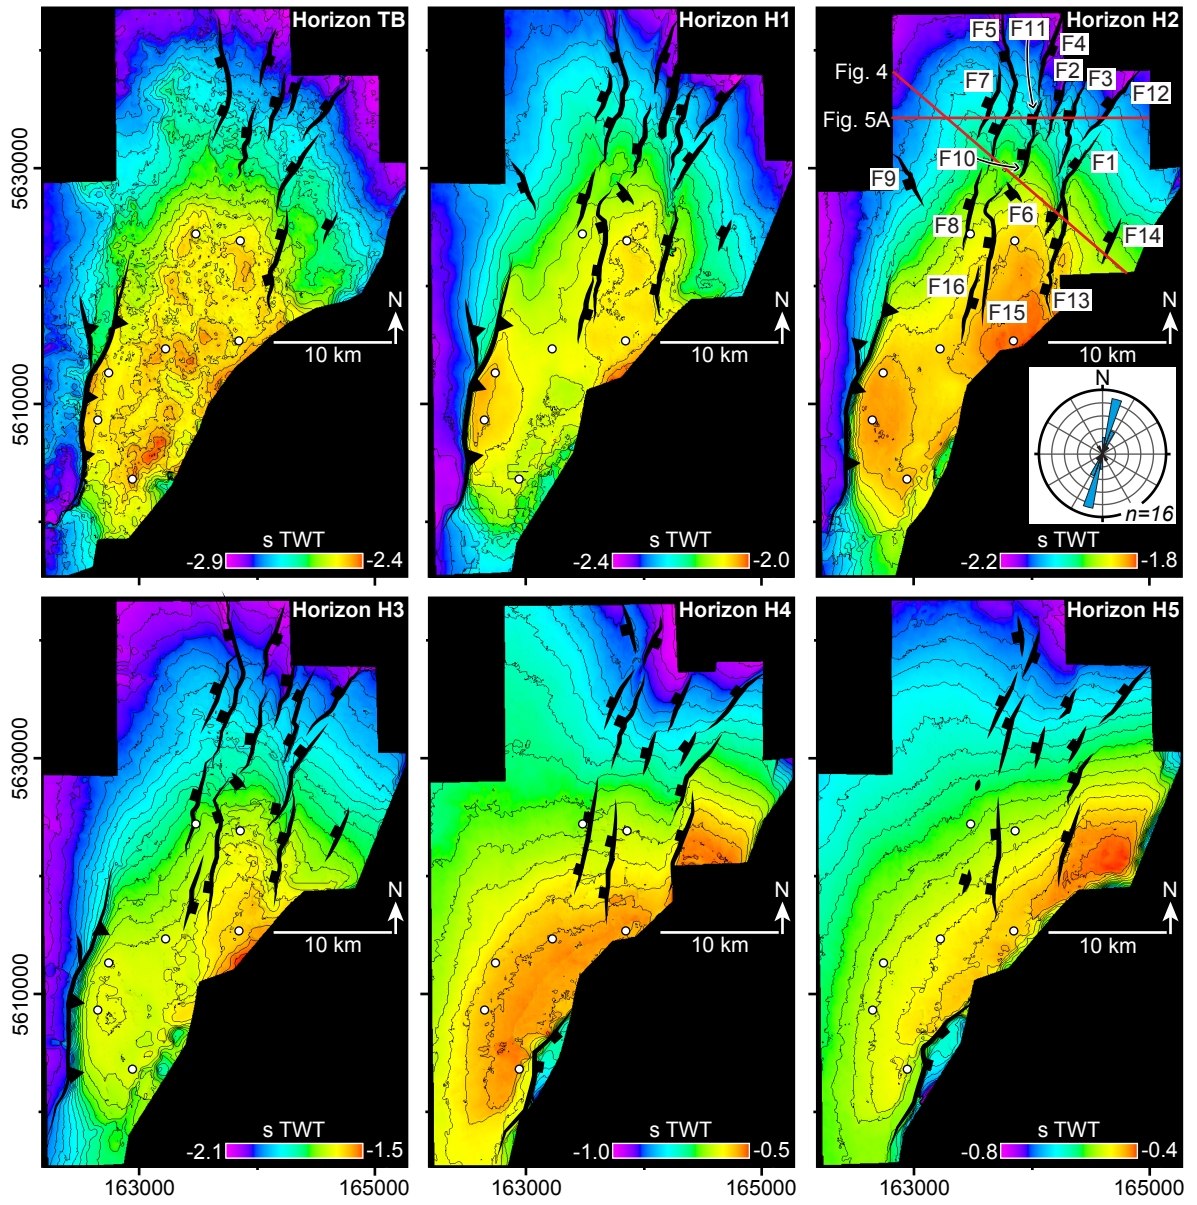 Horizon TB
5630000
5610000
N
10 km
s TWT
-2.9
-2.4
Horizon H1
N
10 km
s TWT
-2.4
-2.0
Horizon H2
F5
F11
F4
Fig. 4
F7
F2
F3
F12
Fig. 5A
F10
F1
F9
F8
F6
F14
F16
F15
F13
N
10 km
N
n=16
s TWT
-2.2
-1.8
Horizon H3
5630000
5610000
N
10 km
s TWT
-2.1
-1.5
163000
165000
Horizon H4
N
10 km
s TWT
-1.0
-0.5
163000
165000
Horizon H5
N
10 km
s TWT
-0.8
-0.4
163000
165000